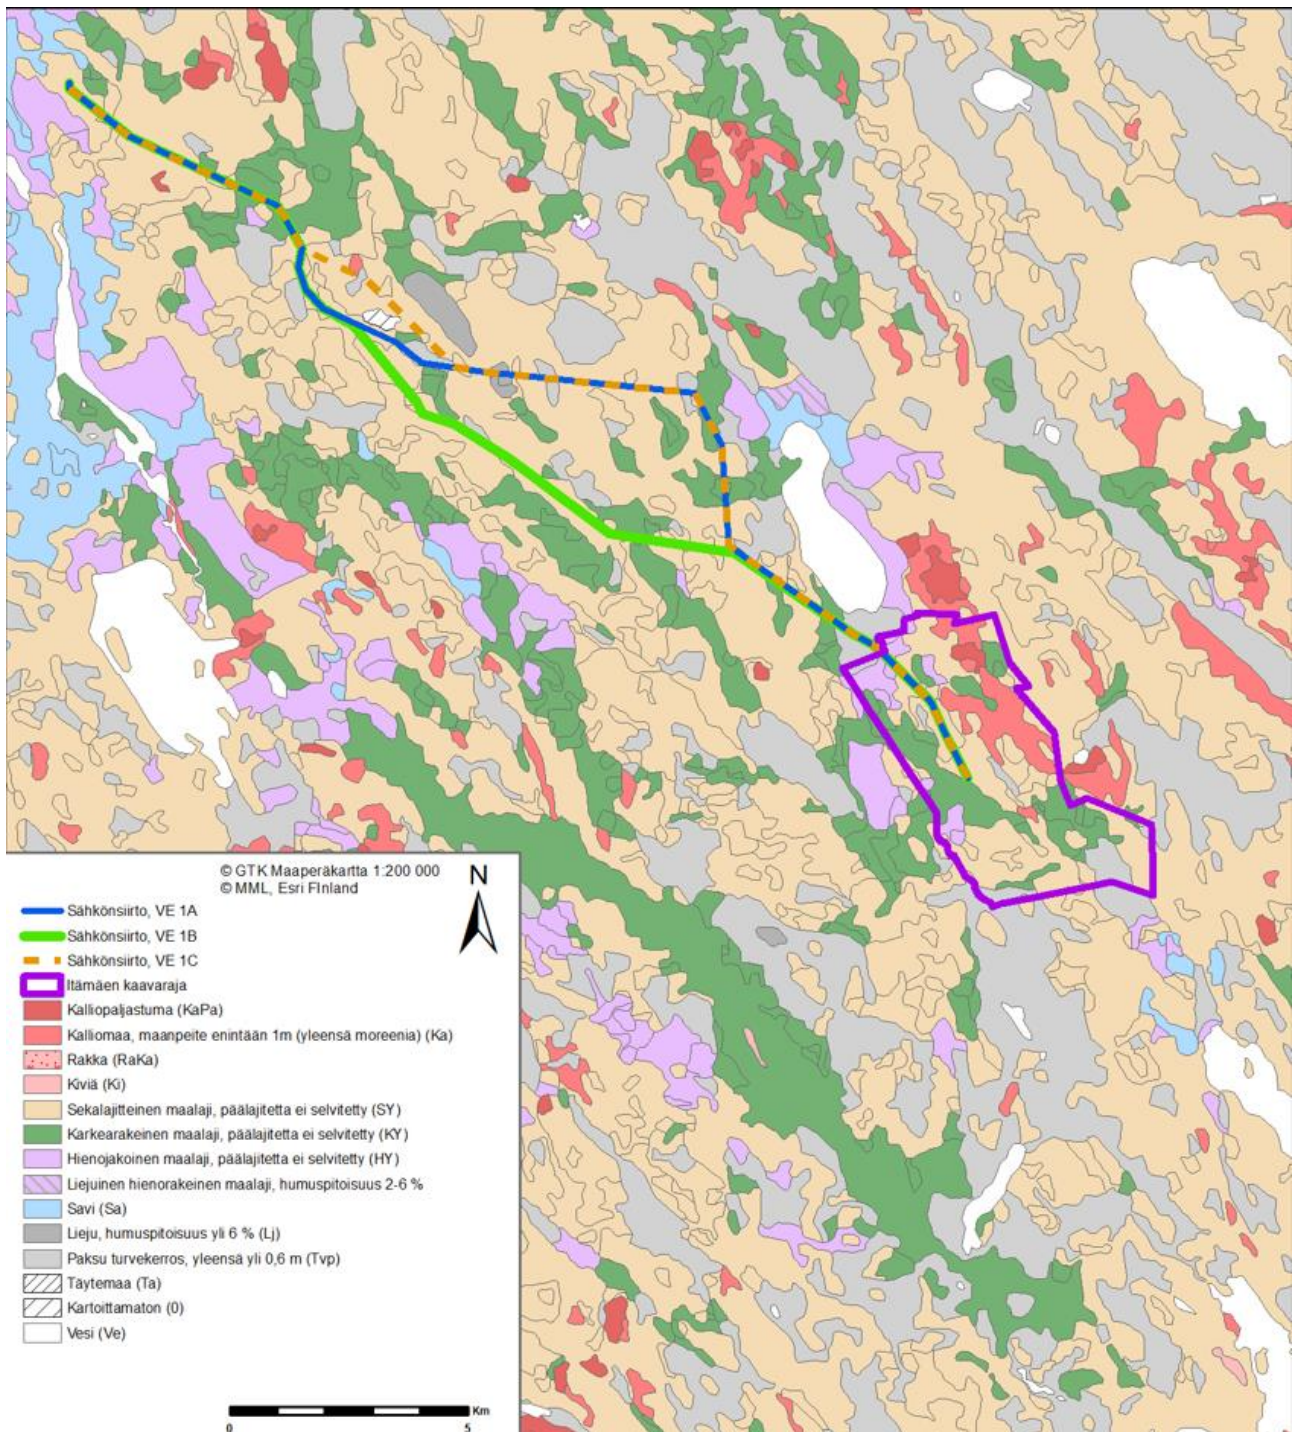 © GTK Maaperäkartta 1:200 000
© MML, Esri FInland
N
Sähkönsiirto, VE 1A
Sähkönsiirto, VE 1B
Sähkönsiirto, VE 1C
Itämäen kaavaraja
Kalliopaljastuma (KaPa)
Kalliomaa, maanpeite enintään 1m (yleensä moreenia) (Ka)
Rakka (RaKa)
Kiviä (Ki)
Sekalajitteinen maalaji, päälajitetta ei selvitetty (SY)
Karkearakeinen maalaji, päälajitetta ei selvitetty (KY)
Hienojakoinen maalaji, päälajitetta ei selvitetty (HY)
Liejuinen hienorakeinen maalaji, humuspitoisuus 2-6 %
Savi (Sa)
Lieju, humuspitoisuus yli 6 % (Lj)
Paksu turvekerros, yleensä yli 0,6 m (Tvp)
Täytemaa (Ta)
Kartoittamaton (0)
Vesi (Ve)
Km
0 5